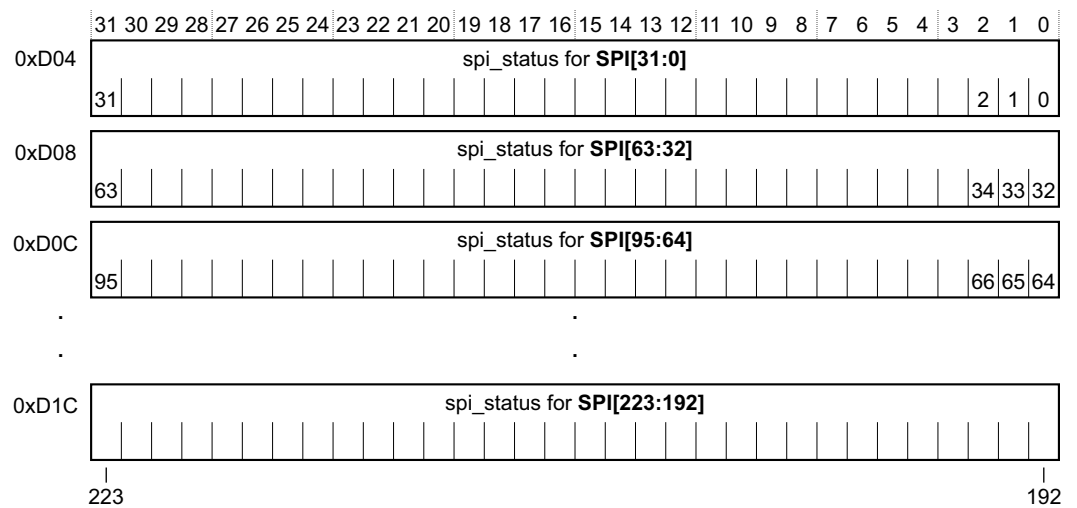 31 30 29 28 27 26 25 24 23 22 21 20 19 18 17 16 15 14 13 12 11 10 9 8 7 6 5 4 3 2 1 0
0xD04 spi_status for SPI[31:0]
31 2 1 0
0xD08 spi_status for SPI[63:32]
63 34 33 32
0xD0C spi_status for SPI[95:64]
95 66 65 64
. .
. .
0xD1C spi_status for SPI[223:192]
223 192